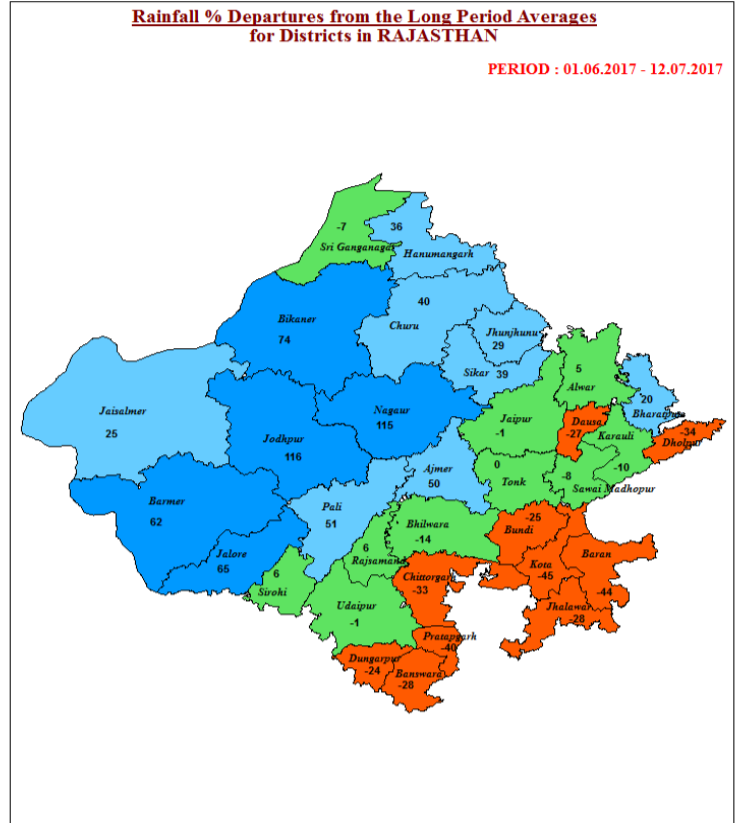 Rainfall % Departures from the Long Period Averages
for Districts in RAJASTHAN
PERIOD : 01.06.2017 - 12.07.2017
-7
Sri Ganganagar
36
Hanumangarh
40
Churu
Bikaner
74
Jhunjhunu
29
Sikar 39
5
Alwar
20
Bharatpur
Jaisalmer
25
Nagaur
115
Jodhpur
116
Jaipur
-1
Dausa
-27
Karauli
-10
-34
Dholpur
Ajmer
50
0
Tonk
-8
Sawai Madhopur
Barmer
62
Pali
51
Bhilwara
-14
-25
Bundi
Jalore
65
6
Rajsamand
Kota
-45
Baran
-44
6
Sirohi
Chittorgarh
-33
Udaipur
-1
Jhalawar
-28
Pratapgarh
-40
Dungarpur
-24
Banswara
-28